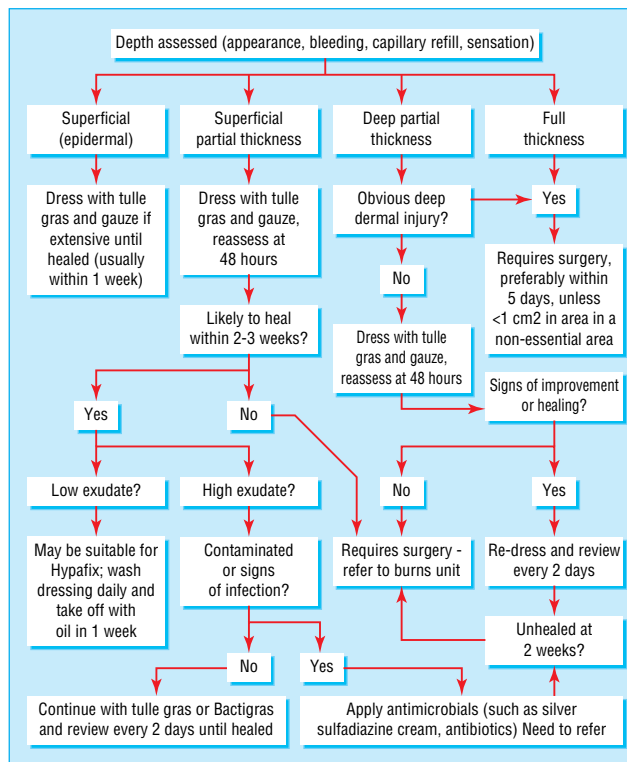 Depth assessed (appearance, bleeding, capillary refill, sensation)
Superficial
(epidermal)
Superficial
partial thickness
Deep partial
thickness
Full
thickness
Dress with tulle
gras and gauze if
extensive until
healed (usually
within 1 week)
Dress with tulle
gras and gauze,
reassess at
48 hours
Obvious deep
dermal injury?
Yes
Requires surgery,
preferably within
5 days, unless
<1 cm2 in area in a
non-essential area
No
Likely to heal
within 2-3 weeks?
Dress with tulle
gras and gauze,
reassess at 48 hours
Signs of improvement
or healing?
Yes
No
Low exudate?
High exudate?
No
Yes
May be suitable for
Hypafix; wash
dressing daily and
take off with
oil in 1 week
Contaminated
or signs
of infection?
Requires surgery -
refer to burns unit
Re-dress and review
every 2 days
Unhealed at
2 weeks?
No
Yes
Continue with tulle gras or Bactigras
and review every 2 days until healed
Apply antimicrobials (such as silver
sulfadiazine cream, antibiotics) Need to refer